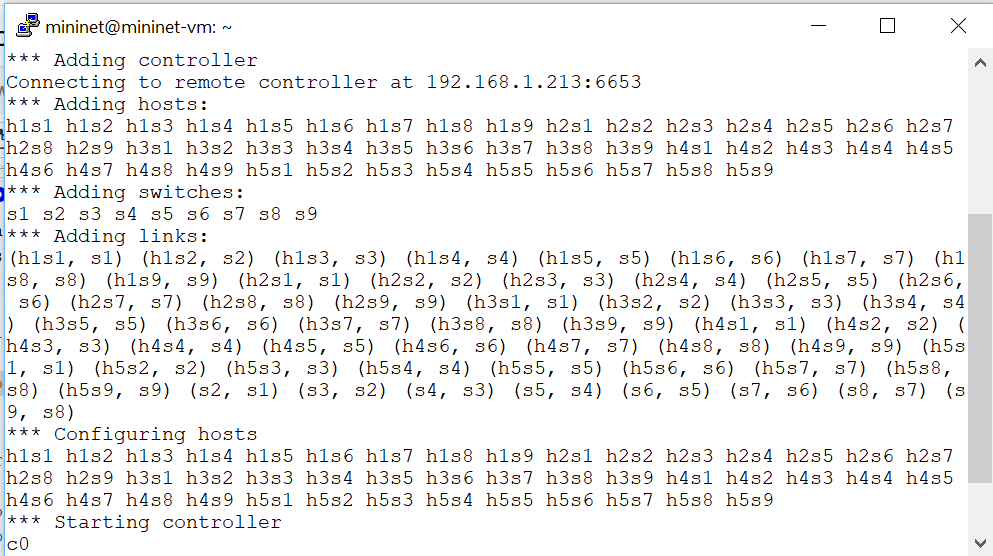 mininet@mininet-vm: ~
*** Adding controller
Connecting to remote controller at 192.168.1.213:6653
*** Adding hosts:
h1s1 h1s2 h1s3 h1s4 h1s5 h1s6 h1s7 h1s8 h1s9 h2s1 h2s2 h2s3 h2s4 h2s5 h2s6 h2s7
h2s8 h2s9 h3s1 h3s2 h3s3 h3s4 h3s5 h3s6 h3s7 h3s8 h3s9 h4s1 h4s2 h4s3 h4s4 h4s5
h4s6 h4s7 h4s8 h4s9 h5s1 h5s2 h5s3 h5s4 h5s5 h5s6 h5s7 h5s8 h5s9
*** Adding switches:
s1 s2 s3 s4 s5 s6 s7 s8 s9
*** Adding links:
(h1s1, s1) (h1s2, s2) (h1s3, s3) (h1s4, s4) (h1s5, s5) (h1s6, s6) (h1s7, s7) (h1
s8, s8) (h1s9, s9) (h2s1, s1) (h2s2, s2) (h2s3, s3) (h2s4, s4) (h2s5, s5) (h2s6,
s6) (h2s7, s7) (h2s8, s8) (h2s9, s9) (h3s1, s1) (h3s2, s2) (h3s3, s3) (h3s4, s4
) (h3s5, s5) (h3s6, s6) (h3s7, s7) (h3s8, s8) (h3s9, s9) (h4s1, s1) (h4s2, s2) (
h4s3, s3) (h4s4, s4) (h4s5, s5) (h4s6, s6) (h4s7, s7) (h4s8, s8) (h4s9, s9) (h5s
1, s1) (h5s2, s2) (h5s3, s3) (h5s4, s4) (h5s5, s5) (h5s6, s6) (h5s7, s7) (h5s8,
s8) (h5s9, s9) (s2, s1) (s3, s2) (s4, s3) (s5, s4) (s6, s5) (s7, s6) (s8, s7) (s
9, s8)
*** Configuring hosts
h1s1 h1s2 h1s3 h1s4 h1s5 h1s6 h1s7 h1s8 h1s9 h2s1 h2s2 h2s3 h2s4 h2s5 h2s6 h2s7
h2s8 h2s9 h3s1 h3s2 h3s3 h3s4 h3s5 h3s6 h3s7 h3s8 h3s9 h4s1 h4s2 h4s3 h4s4 h4s5
h4s6 h4s7 h4s8 h4s9 h5s1 h5s2 h5s3 h5s4 h5s5 h5s6 h5s7 h5s8 h5s9
*** Starting controller
c0